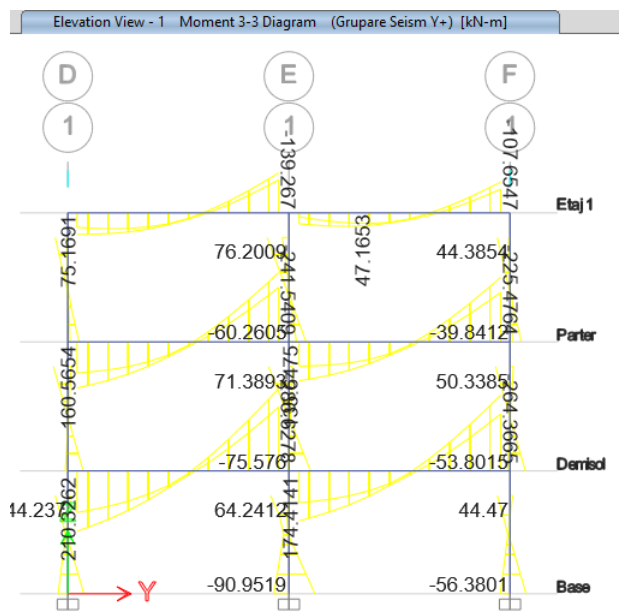 Elevation View - 1 Moment 3-3 Diagram (Grupare Seism Y+) [kN-m]
D E F
1 1 1
-139.267
-107.6547
Etaj 1
75.1691
76.2009
47.1653
44.3854
225.4764
-60.2605
-39.8412
Parter
160.5654
71.3893
50.3385
264.3665
-75.576
-53.8015
Demisol
44.237
210.3262
64.2412
174.4141
44.47
-90.9519
Y
-56.3801
Base